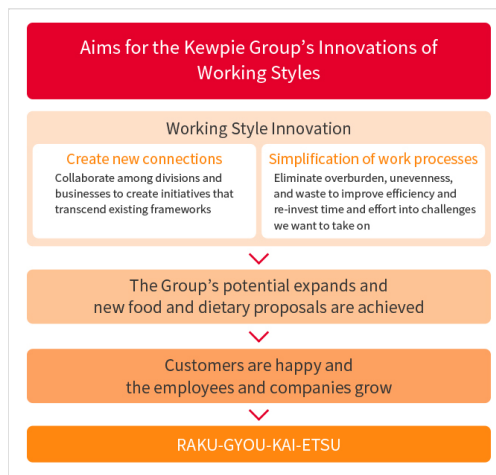 Aims for the Kewpie Group’s Innovations of
Working Styles
Working Style Innovation
Create new connections
Collaborate among divisions and
businesses to create initiatives that
transcend existing frameworks
Simplification of work processes
Eliminate overburden, unevenness,
and waste to improve efficiency and
re-invest time and effort into challenges
we want to take on
The Group’s potential expands and
new food and dietary proposals are achieved
Customers are happy and
the employees and companies grow
RAKU-GYOU-KAI-ETSU